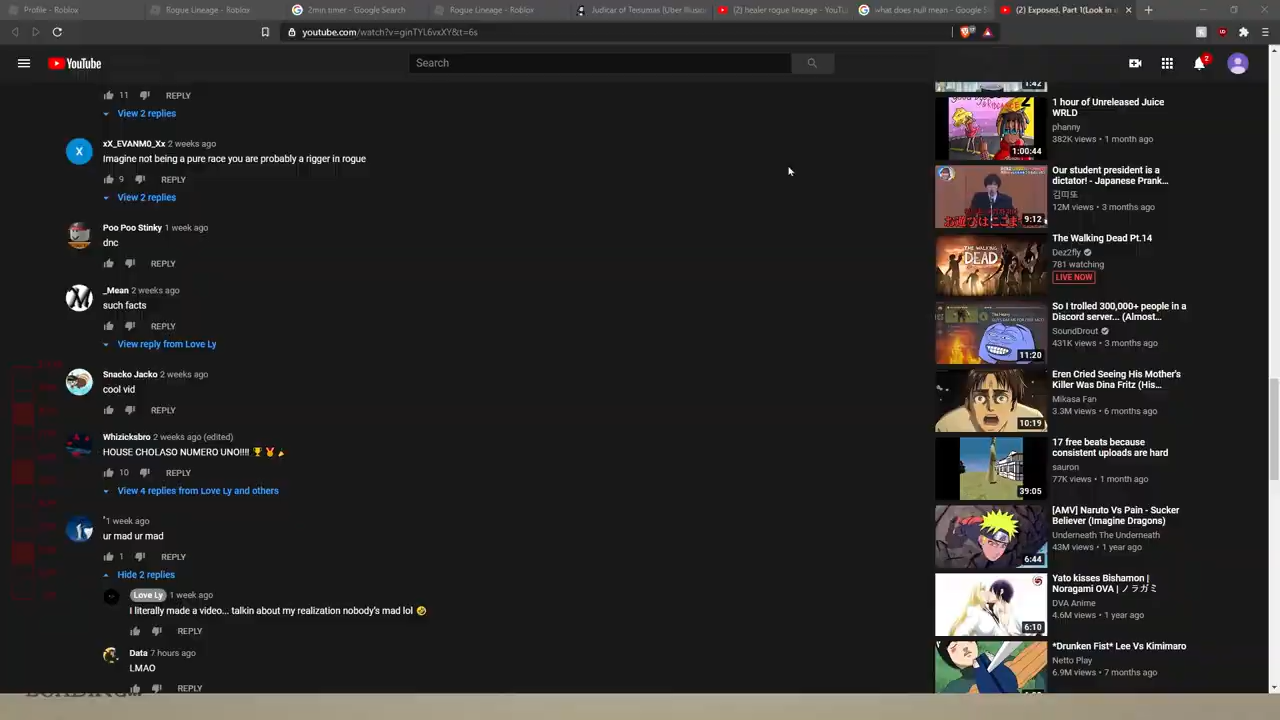 Profile - Roblox
Rogue Lineage - Roblox
2min timer - Google Search
Rogue Lineage - Roblox
Judicar of Tesumas (Uber Illusi
(2) healer rogue lineage - YouTu
what does null mean - Google S
(2) Exposed. Part 1(Look in d
youtube.com/watch?v=ginTYL6vxXY&t=6s
YouTube
Search
2
11
REPLY
View 2 replies
xX_EVANM0_Xx 2 weeks ago
Imagine not being a pure race you are probably a rigger in rogue
9
REPLY
View 2 replies
Poo Poo Stinky 1 week ago
dnc
REPLY
_Mean 2 weeks ago
such facts
REPLY
View reply from Love Ly
Snacko Jacko 2 weeks ago
cool vid
REPLY
Whizicksbro 2 weeks ago (edited)
HOUSE CHOLASO NUMERO UNO!!!! 🏆🏅🎉
10
REPLY
View 4 replies from Love Ly and others
' 1 week ago
ur mad ur mad
1
REPLY
Hide 2 replies
Love Ly 1 week ago
I literally made a video... talkin about my realization nobody's mad lol 🤣
REPLY
Data 7 hours ago
LMAO
REPLY
1:42
1 hour of Unreleased Juice
WRLD
phanny
382K views • 1 month ago
1:00:44
Our student president is a
dictator! - Japanese Prank...
김띠또
12M views • 3 months ago
9:12
The Walking Dead Pt.14
Dez2fly
781 watching
LIVE NOW
THE WALKING
DEAD
So I trolled 300,000+ people in a
Discord server... (Almost...
SoundDrout
431K views • 3 months ago
11:20
Eren Cried Seeing His Mother's
Killer Was Dina Fritz (His...
Mikasa Fan
3.3M views • 6 months ago
10:19
17 free beats because
consistent uploads are hard
sauron
77K views • 1 month ago
39:05
[AMV] Naruto Vs Pain - Sucker
Believer (Imagine Dragons)
Underneath The Underneath
43M views • 1 year ago
6:44
Yato kisses Bishamon |
Noragami OVA | ノラガミ
DVA Anime
4.6M views • 1 year ago
6:10
*Drunken Fist* Lee Vs Kimimaro
Netto Play
6.9M views • 7 months ago